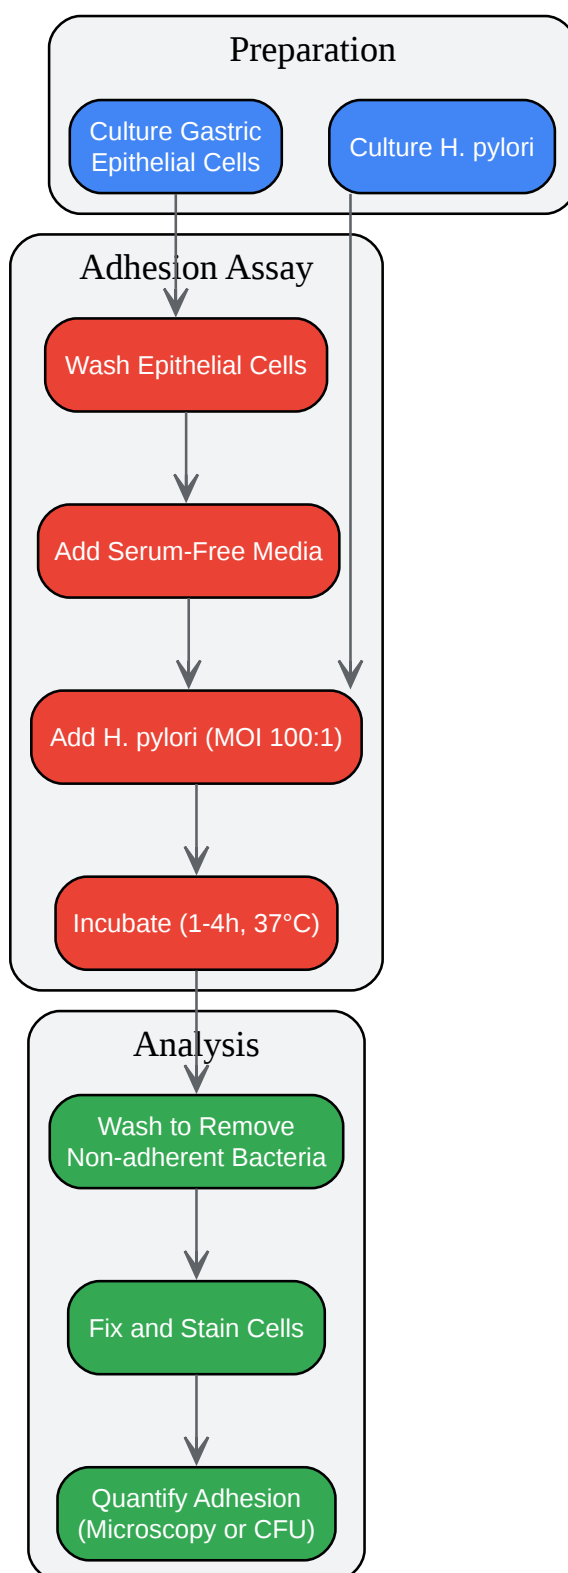 Preparation
Culture Gastric
Epithelial Cells
Culture H. pylori
Adhesion Assay
Wash Epithelial Cells
Add Serum-Free Media
Add H. pylori (MOI 100:1)
Incubate (1-4h, 37°C)
Analysis
Wash to Remove
Non-adherent Bacteria
Fix and Stain Cells
Quantify Adhesion
(Microscopy or CFU)